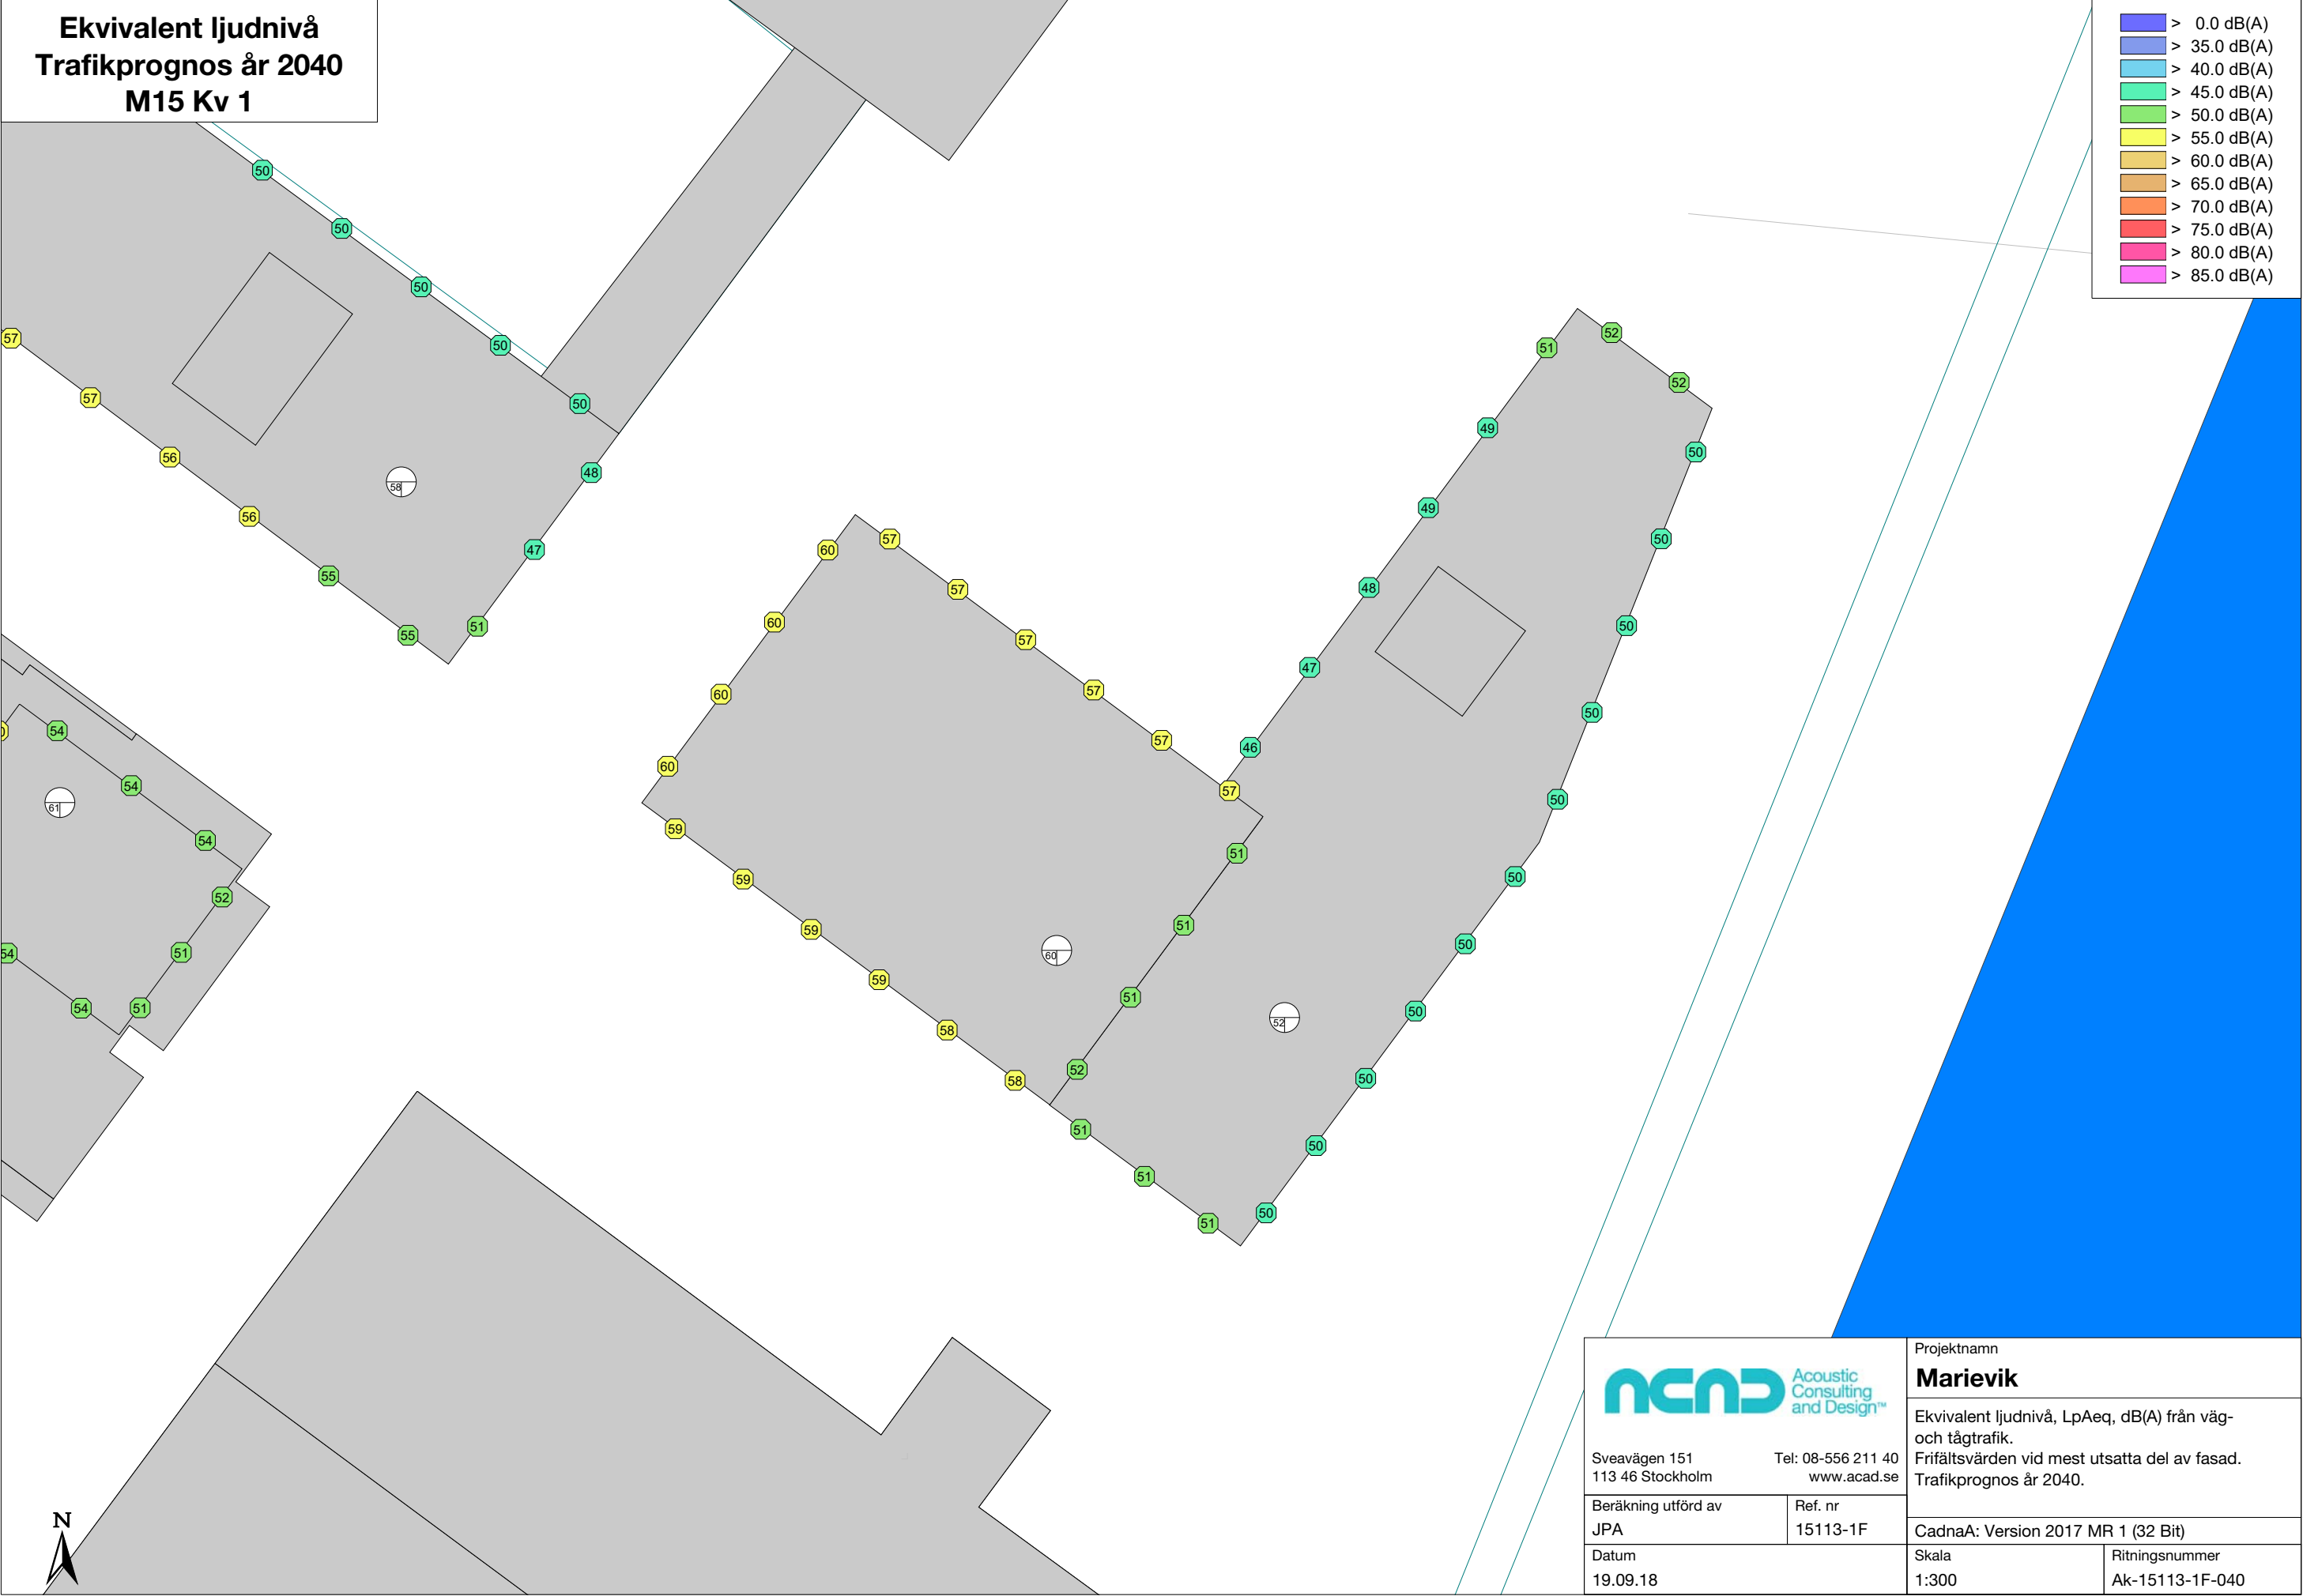 Ekvivalent ljudnivå
Trafikprognos år 2040
M15 Kv 1
> 0.0 dB(A)
> 35.0 dB(A)
> 40.0 dB(A)
> 45.0 dB(A)
> 50.0 dB(A)
> 55.0 dB(A)
> 60.0 dB(A)
> 65.0 dB(A)
> 70.0 dB(A)
> 75.0 dB(A)
> 80.0 dB(A)
> 85.0 dB(A)
50
50
50
50
50
48
47
51
57
57
56
56
55
55
58
54
54
54
52
51
51
54
54
61
60
60
60
60
57
57
57
57
57
57
59
59
59
59
58
58
51
51
51
52
60
51
49
49
48
47
46
52
52
50
50
50
50
50
50
50
50
50
50
50
51
51
51
52
N
ACAD
Acoustic
Consulting
and Design™
Sveavägen 151
113 46 Stockholm
Tel: 08-556 211 40
www.acad.se
Beräkning utförd av
JPA
Ref. nr
15113-1F
Datum
19.09.18
Projektnamn
Marievik
Ekvivalent ljudnivå, LpAeq, dB(A) från väg-
och tågtrafik.
Frifältsvärden vid mest utsatta del av fasad.
Trafikprognos år 2040.
CadnaA: Version 2017 MR 1 (32 Bit)
Skala
1:300
Ritningsnummer
Ak-15113-1F-040